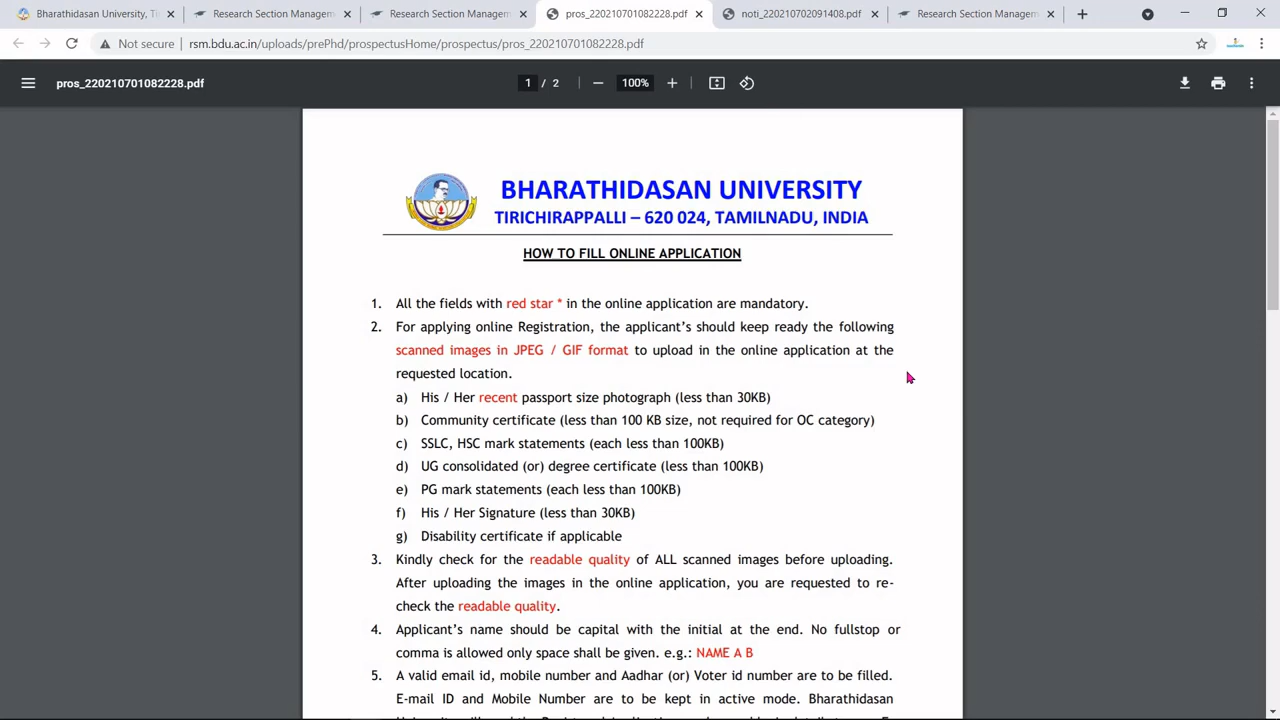 Bharathidasan University, Ti
Research Section Managem
Research Section Managem
pros_220210701082228.pdf
noti_220210702091408.pdf
Research Section Managem
Not secure
rsm.bdu.ac.in/uploads/prePhd/prospectusHome/prospectus/pros_220210701082228.pdf
pros_220210701082228.pdf
1 / 2
100%
BHARATHIDASAN UNIVERSITY
TIRICHIRAPPALLI – 620 024, TAMILNADU, INDIA
HOW TO FILL ONLINE APPLICATION
1. All the fields with red star * in the online application are mandatory.
2. For applying online Registration, the applicant's should keep ready the following
scanned images in JPEG / GIF format to upload in the online application at the
requested location.
a) His / Her recent passport size photograph (less than 30KB)
b) Community certificate (less than 100 KB size, not required for OC category)
c) SSLC, HSC mark statements (each less than 100KB)
d) UG consolidated (or) degree certificate (less than 100KB)
e) PG mark statements (each less than 100KB)
f) His / Her Signature (less than 30KB)
g) Disability certificate if applicable
3. Kindly check for the readable quality of ALL scanned images before uploading.
After uploading the images in the online application, you are requested to re-
check the readable quality.
4. Applicant's name should be capital with the initial at the end. No fullstop or
comma is allowed only space shall be given. e.g.: NAME A B
5. A valid email id, mobile number and Aadhar (or) Voter id number are to be filled.
E-mail ID and Mobile Number are to be kept in active mode. Bharathidasan